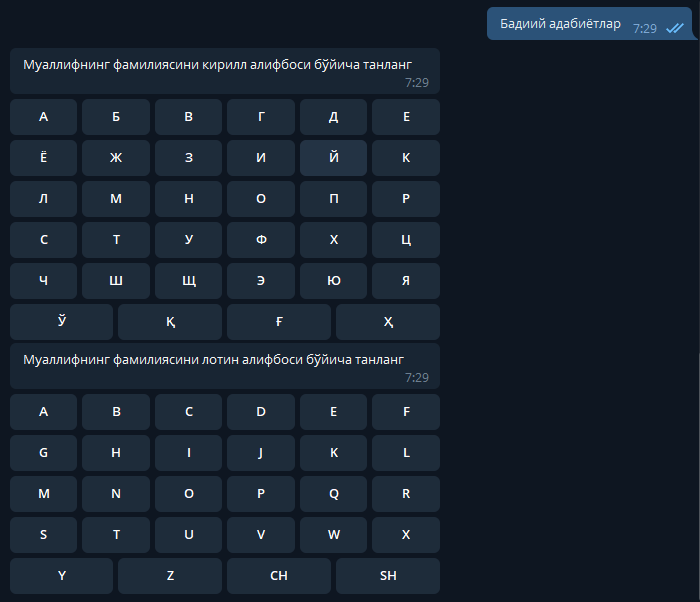 Бадиий адабиётлар 7:29
Муаллифнинг фамилиясини кирилл алифбоси бўйича танланг
7:29
А Б В Г Д Е
Ё Ж З И Й К
Л М Н О П Р
С Т У Ф Х Ц
Ч Ш Щ Э Ю Я
Ў Қ Ғ Ҳ
Муаллифнинг фамилиясини лотин алифбоси бўйича танланг
7:29
A B C D E F
G H I J K L
M N O P Q R
S T U V W X
Y Z CH SH